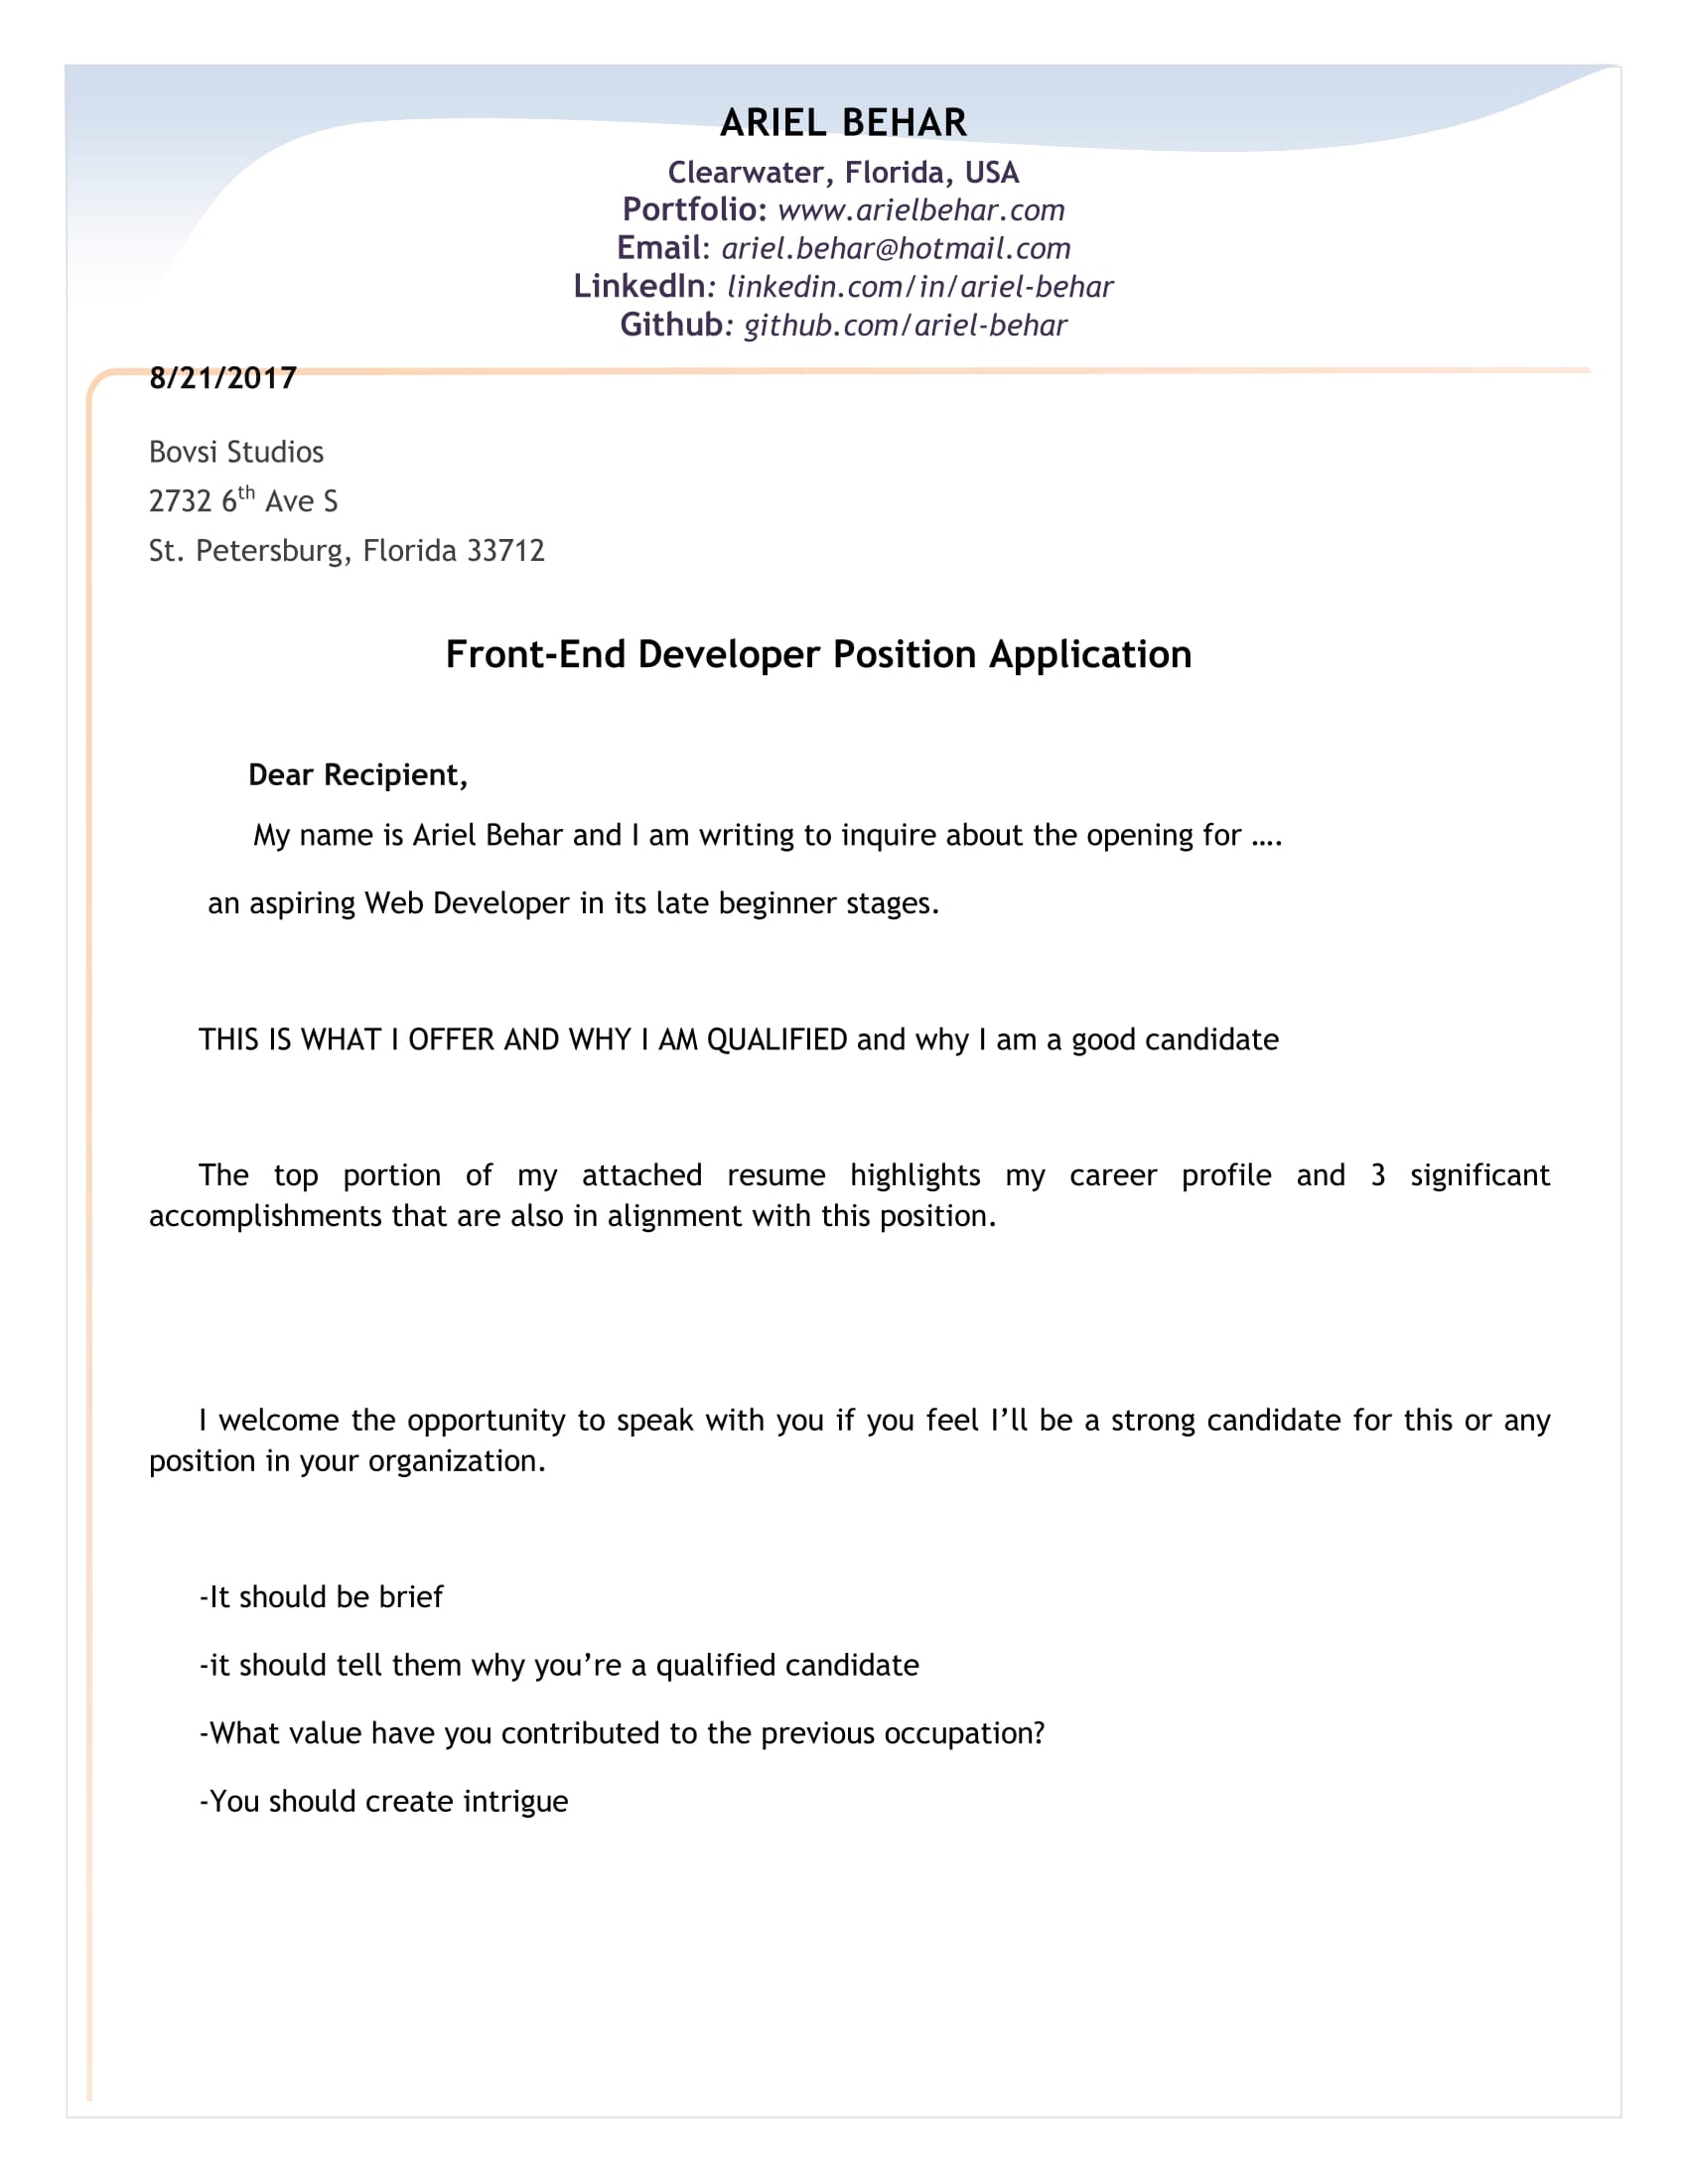 ARIEL BEHAR
Clearwater, Florida, USA
Portfolio: www.arielbehar.com
Email: ariel.behar@hotmail.com
LinkedIn: linkedin.com/in/ariel-behar
Github: github.com/ariel-behar
8/21/2017
Bovsi Studios
2732 6th Ave S
St. Petersburg, Florida 33712
Front-End Developer Position Application
Dear Recipient,
My name is Ariel Behar and I am writing to inquire about the opening for ….
an aspiring Web Developer in its late beginner stages.
THIS IS WHAT I OFFER AND WHY I AM QUALIFIED and why I am a good candidate
The top portion of my attached resume highlights my career profile and 3 significant
accomplishments that are also in alignment with this position.
I welcome the opportunity to speak with you if you feel I’ll be a strong candidate for this or any
position in your organization.
-It should be brief
-it should tell them why you’re a qualified candidate
-What value have you contributed to the previous occupation?
-You should create intrigue